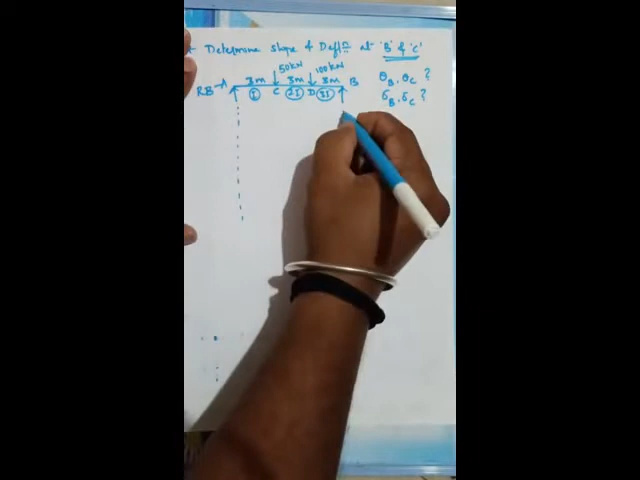 Determine slope & Deflⁿ at 'B' & 'C'
50KN 100KN
RB → A 3m 3m 3m B θB, θC ?
I C 2I D 3I δB, δC ?